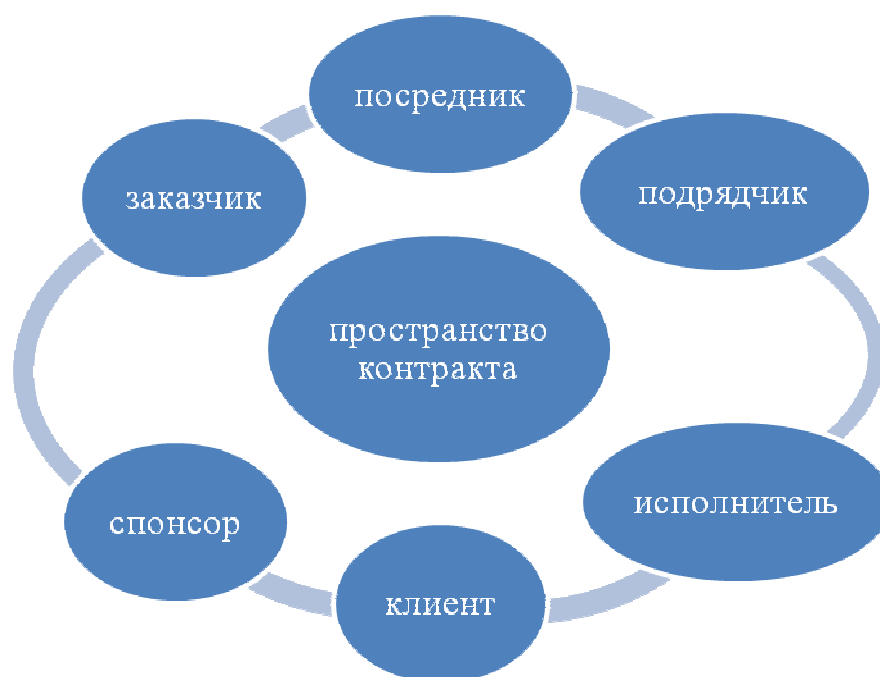 посредник
заказчик
подрядчик
пространство
контракта
спонсор
исполнитель
клиент